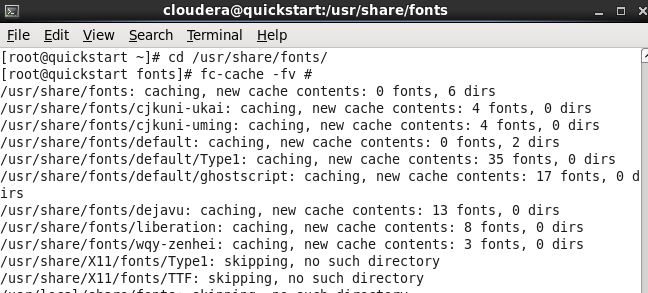 cloudera@quickstart:/usr/share/fonts
File Edit View Search Terminal Help
[root@quickstart ~]# cd /usr/share/fonts/
[root@quickstart fonts]# fc-cache -fv #
/usr/share/fonts: caching, new cache contents: 0 fonts, 6 dirs
/usr/share/fonts/cjkuni-ukai: caching, new cache contents: 4 fonts, 0 dirs
/usr/share/fonts/cjkuni-uming: caching, new cache contents: 4 fonts, 0 dirs
/usr/share/fonts/default: caching, new cache contents: 0 fonts, 2 dirs
/usr/share/fonts/default/Type1: caching, new cache contents: 35 fonts, 0 dirs
/usr/share/fonts/default/ghostscript: caching, new cache contents: 17 fonts, 0 d
irs
/usr/share/fonts/dejavu: caching, new cache contents: 13 fonts, 0 dirs
/usr/share/fonts/liberation: caching, new cache contents: 8 fonts, 0 dirs
/usr/share/fonts/wqy-zenhei: caching, new cache contents: 3 fonts, 0 dirs
/usr/share/X11/fonts/Type1: skipping, no such directory
/usr/share/X11/fonts/TTF: skipping, no such directory